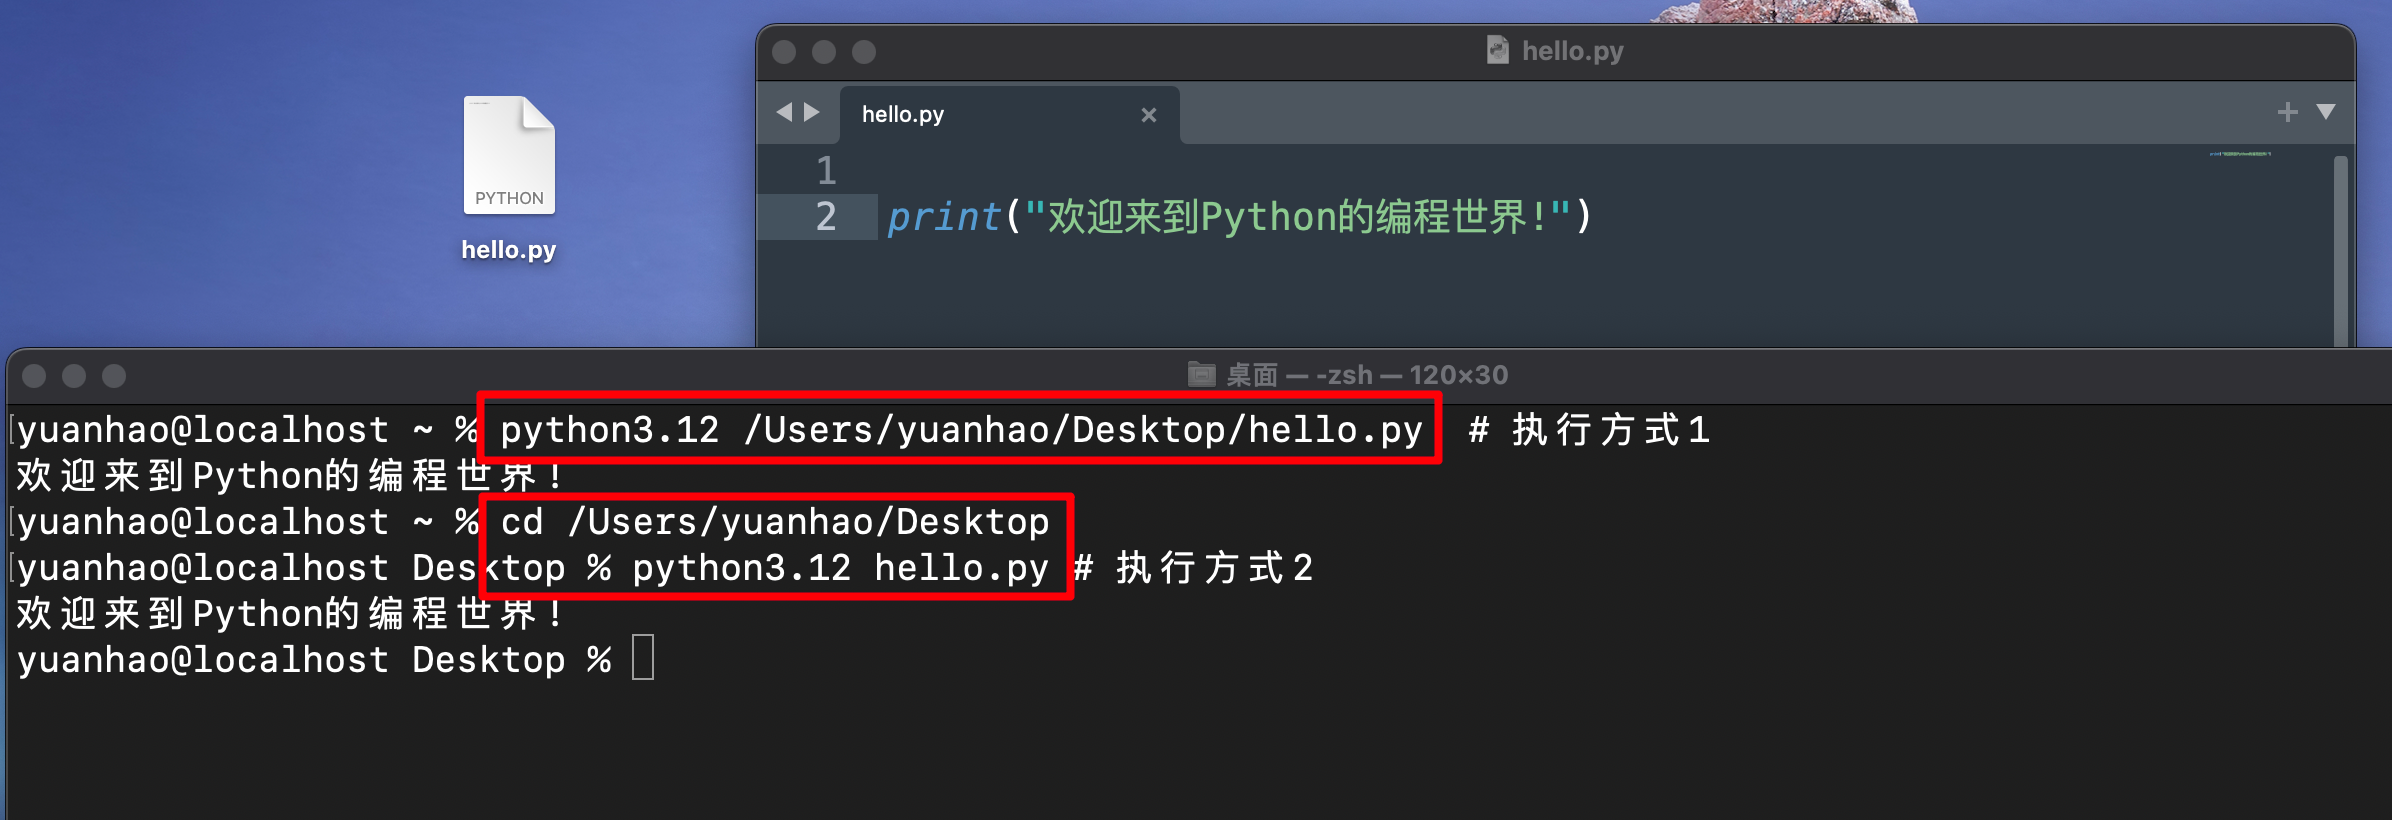 PYTHON
hello.py
hello.py
hello.py
1
2 print("欢迎来到Python的编程世界!")
桌面 — -zsh — 120×30
yuanhao@localhost ~ % python3.12 /Users/yuanhao/Desktop/hello.py  # 执行方式1
欢迎来到Python的编程世界!
yuanhao@localhost ~ % cd /Users/yuanhao/Desktop
yuanhao@localhost Desktop % python3.12 hello.py # 执行方式2
欢迎来到Python的编程世界!
yuanhao@localhost Desktop %